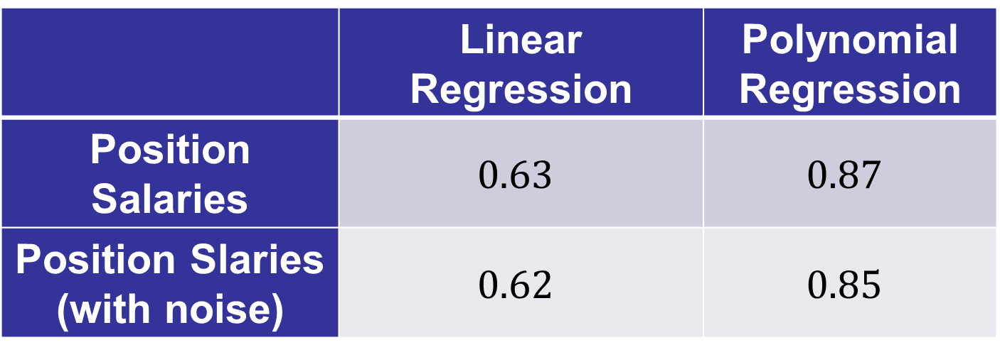 Linear
Regression
Polynomial
Regression
Position
Salaries
0.63
0.87
Position Slaries
(with noise)
0.62
0.85